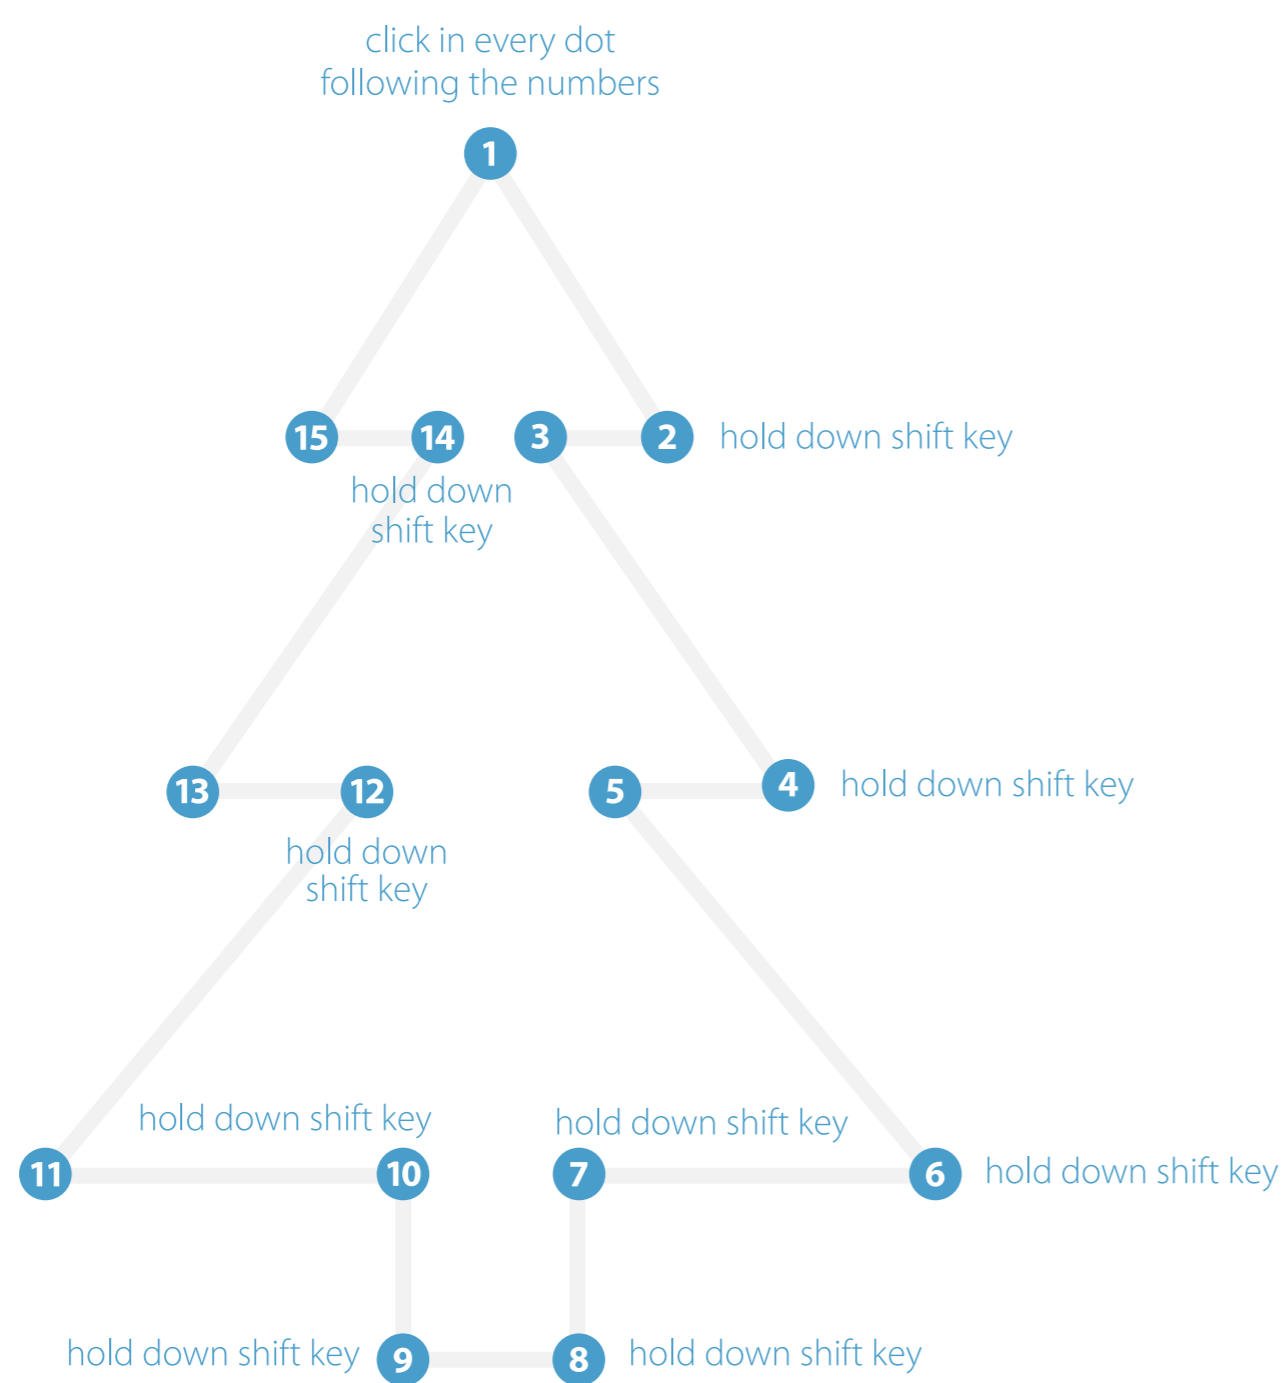 click in every dot
following the numbers
1
15
14
3
2
hold down shift key
hold down
shift key
13
12
5
4
hold down shift key
hold down
shift key
hold down shift key
hold down shift key
11
10
7
6
hold down shift key
hold down shift key
9
8
hold down shift key